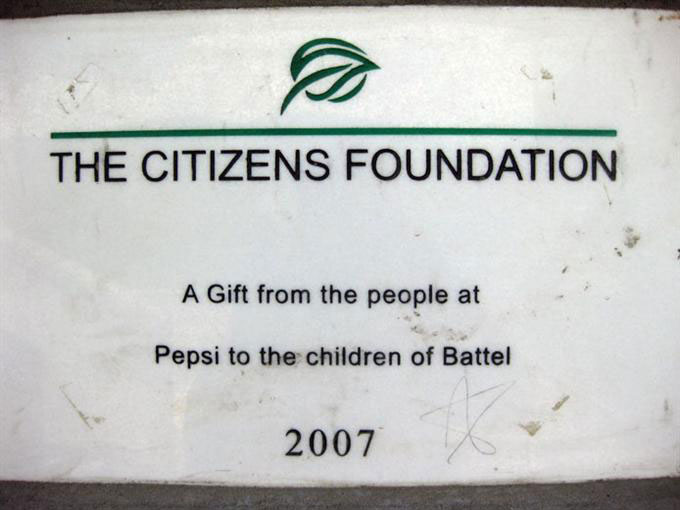 THE CITIZENS FOUNDATION
A Gift from the people at
Pepsi to the children of Battel
2007